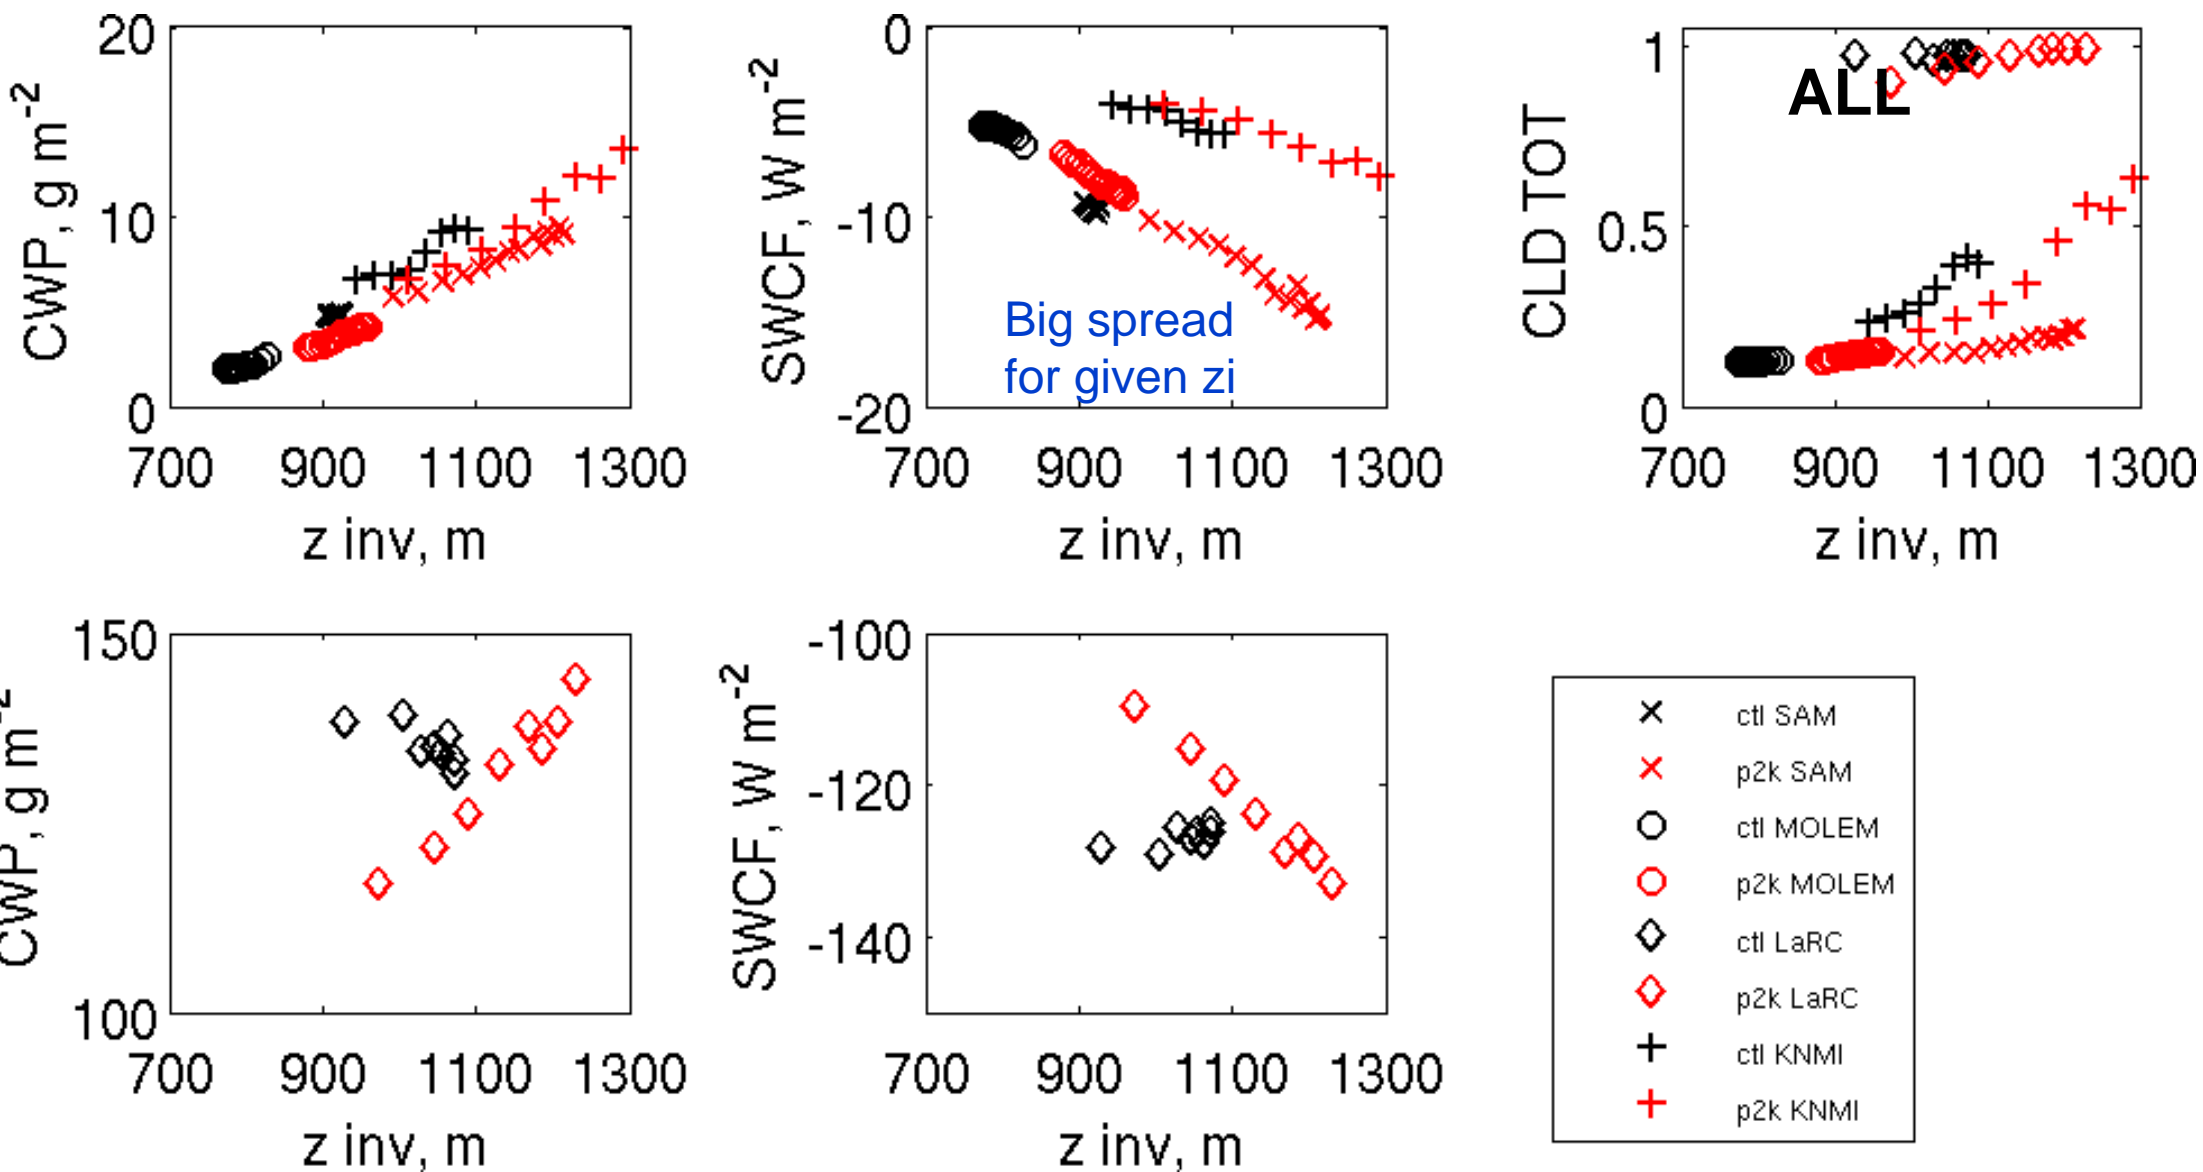 20
10
0
CWP, g m⁻²
700 900 1100 1300
z inv, m
0
-10
-20
SWCF, W m⁻²
Big spread
for given zi
700 900 1100 1300
z inv, m
1
0.5
0
CLD TOT
ALL
700 900 1100 1300
z inv, m
150
100
CWP, g m⁻²
700 900 1100 1300
z inv, m
-100
-120
-140
SWCF, W m⁻²
700 900 1100 1300
z inv, m
ctl SAM
p2k SAM
ctl MOLEM
p2k MOLEM
ctl LaRC
p2k LaRC
ctl KNMI
p2k KNMI